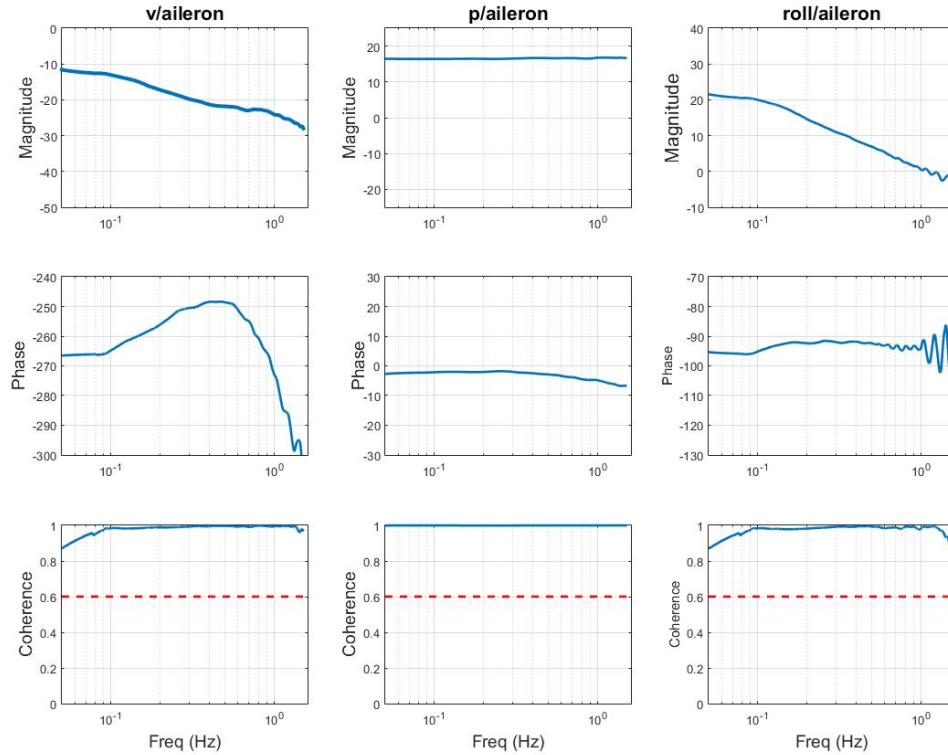 v/aileron p/aileron roll/aileron
Magnitude 0 -10 -20 -30 -40 -50
10^-1 10^0
Magnitude 20 10 0 -10 -20
10^-1 10^0
Magnitude 40 30 20 10 0 -10
10^-1 10^0
Phase -240 -250 -260 -270 -280 -290 -300
10^-1 10^0
Phase 30 20 10 0 -10 -20 -30
10^-1 10^0
Phase -70 -80 -90 -100 -110 -120 -130
10^-1 10^0
Coherence 1 0.8 0.6 0.4 0.2 0
10^-1 10^0
Freq (Hz)
Coherence 1 0.8 0.6 0.4 0.2 0
10^-1 10^0
Freq (Hz)
Coherence 1 0.8 0.6 0.4 0.2 0
10^-1 10^0
Freq (Hz)